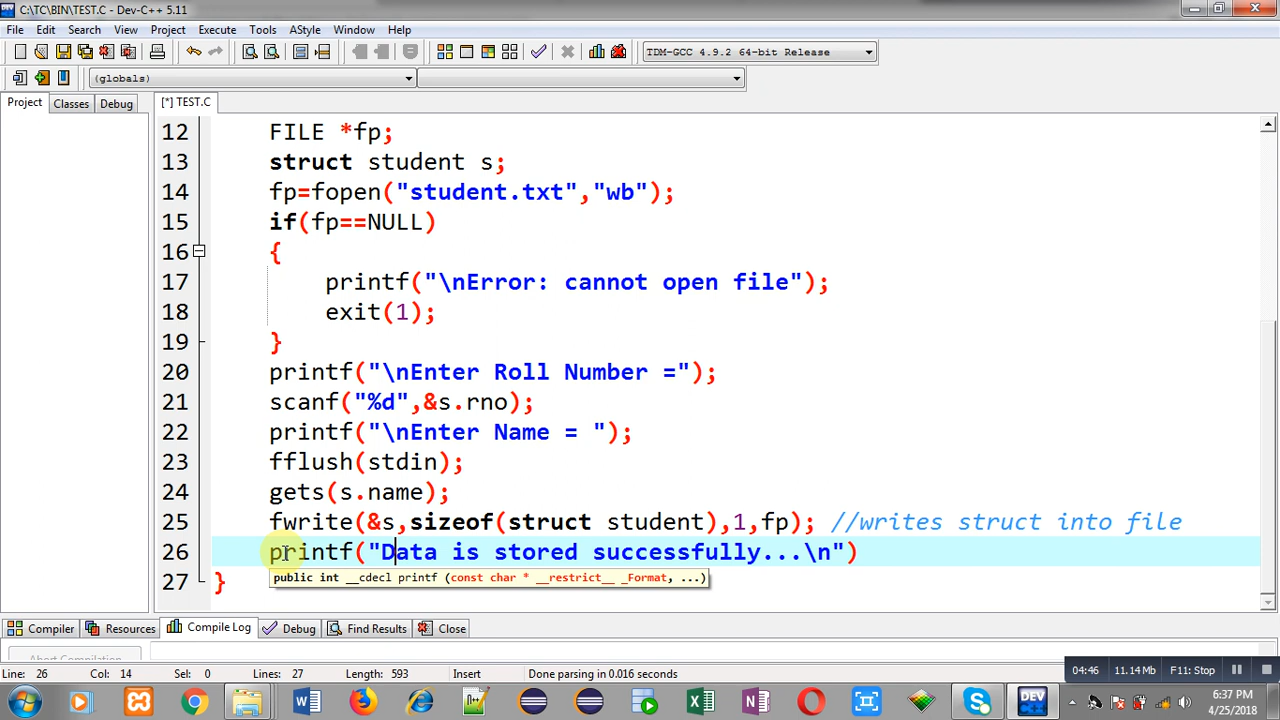 C:\TC\BIN\TEST.C - Dev-C++ 5.11
File Edit Search View Project Execute Tools AStyle Window Help
TDM-GCC 4.9.2 64-bit Release
(globals)
Project Classes Debug [*] TEST.C
12 FILE *fp;
13 struct student s;
14 fp=fopen("student.txt","wb");
15 if(fp==NULL)
16 {
17 printf("\nError: cannot open file");
18 exit(1);
19 }
20 printf("\nEnter Roll Number =");
21 scanf("%d",&s.rno);
22 printf("\nEnter Name = ");
23 fflush(stdin);
24 gets(s.name);
25 fwrite(&s,sizeof(struct student),1,fp); //writes struct into file
26 printf("Data is stored successfully...\n")
public int __cdecl printf (const char * __restrict__ _Format, ...)
27 }
Compiler Resources Compile Log Debug Find Results Close
Abort Compilation
Line: 26 Col: 14 Sel: 0 Lines: 27 Length: 593 Insert Done parsing in 0.016 seconds
04:46 11.14 Mb F11: Stop
DEV
6:37 PM
4/25/2018